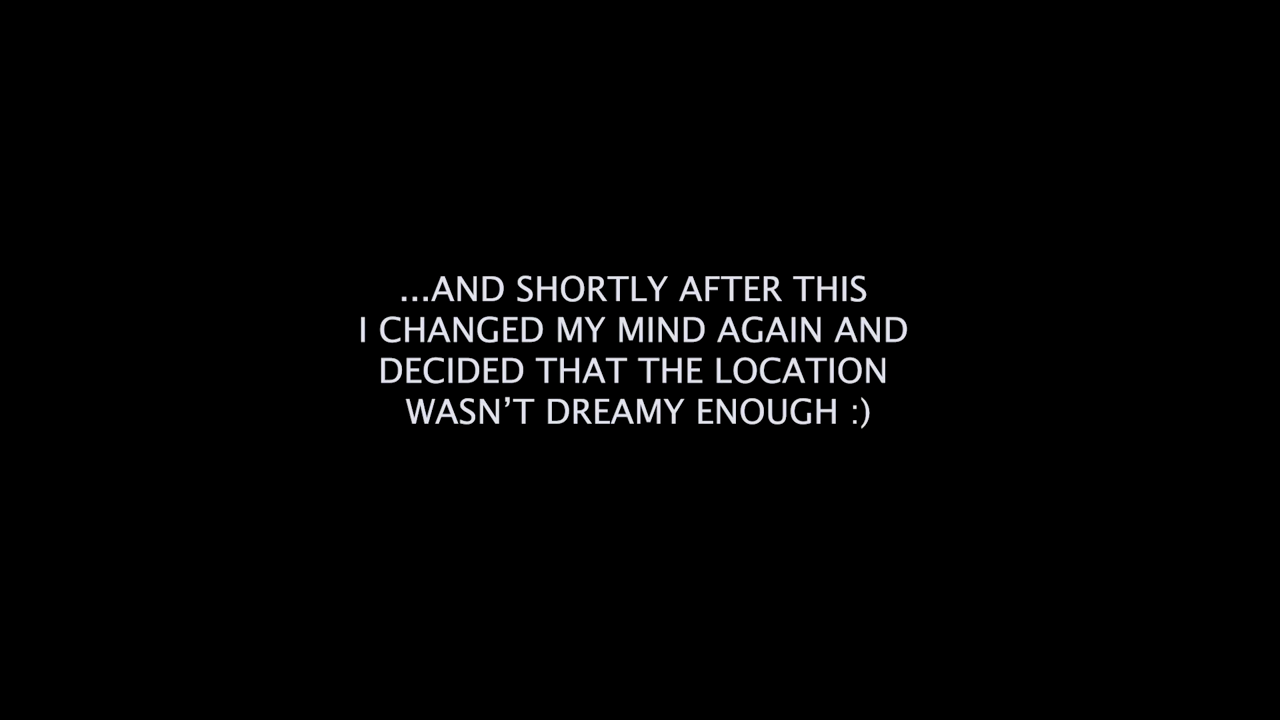 ...AND SHORTLY AFTER THIS
I CHANGED MY MIND AGAIN AND
DECIDED THAT THE LOCATION
WASN’T DREAMY ENOUGH :)